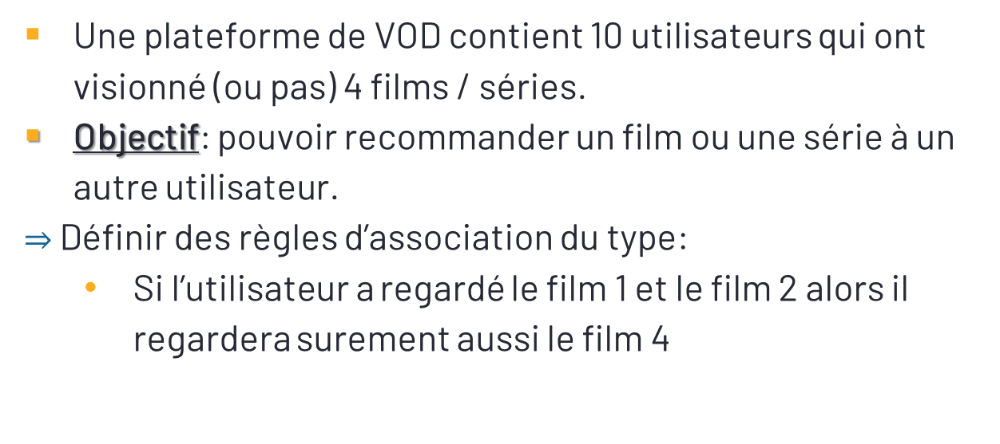 ▪ Une plateforme de VOD contient 10 utilisateurs qui ont
visionné (ou pas) 4 films / séries.
▪ Objectif: pouvoir recommander un film ou une série à un
autre utilisateur.
⇒ Définir des règles d’association du type:
• Si l’utilisateur a regardé le film 1 et le film 2 alors il
regardera surement aussi le film 4